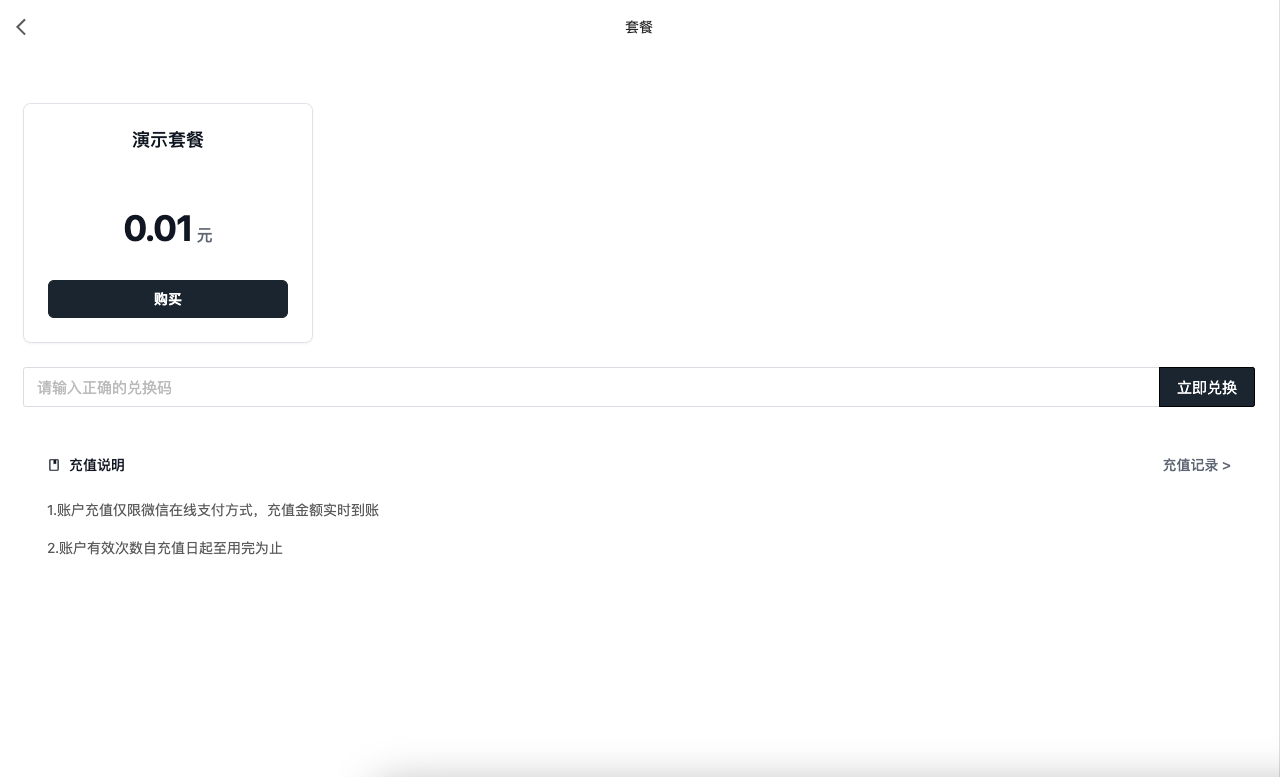 套餐
演示套餐
0.01 元
购买
请输入正确的兑换码
立即兑换
充值说明
充值记录 >
1.账户充值仅限微信在线支付方式，充值金额实时到账
2.账户有效次数自充值日起至用完为止